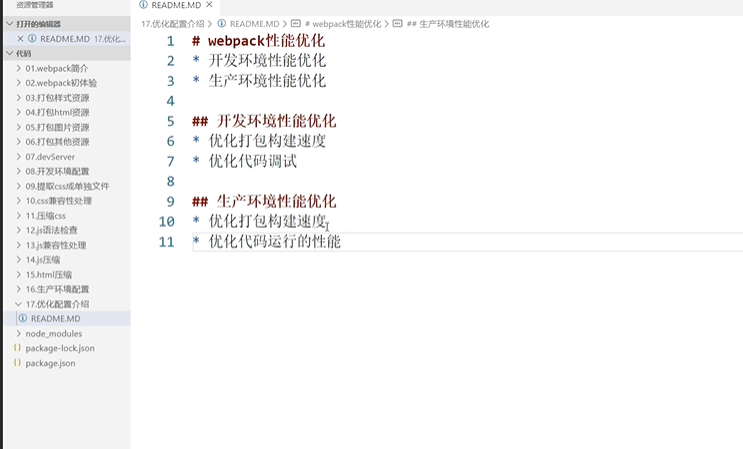 资源管理器
README.MD ×
打开的编辑器
× README.MD 17.优化...
代码
01.webpack简介
02.webpack初体验
03.打包样式资源
04.打包html资源
05.打包图片资源
06.打包其他资源
07.devServer
08.开发环境配置
09.提取css成单独文件
10.css兼容性处理
11.压缩css
12.js语法检查
13.js兼容性处理
14.js压缩
15.html压缩
16.生产环境配置
17.优化配置介绍
README.MD
node_modules
package-lock.json
package.json
17.优化配置介绍 > README.MD > # webpack性能优化 > ## 生产环境性能优化
1 # webpack性能优化
2 * 开发环境性能优化
3 * 生产环境性能优化
4
5 ## 开发环境性能优化
6 * 优化打包构建速度
7 * 优化代码调试
8
9 ## 生产环境性能优化
10 * 优化打包构建速度
11 * 优化代码运行的性能